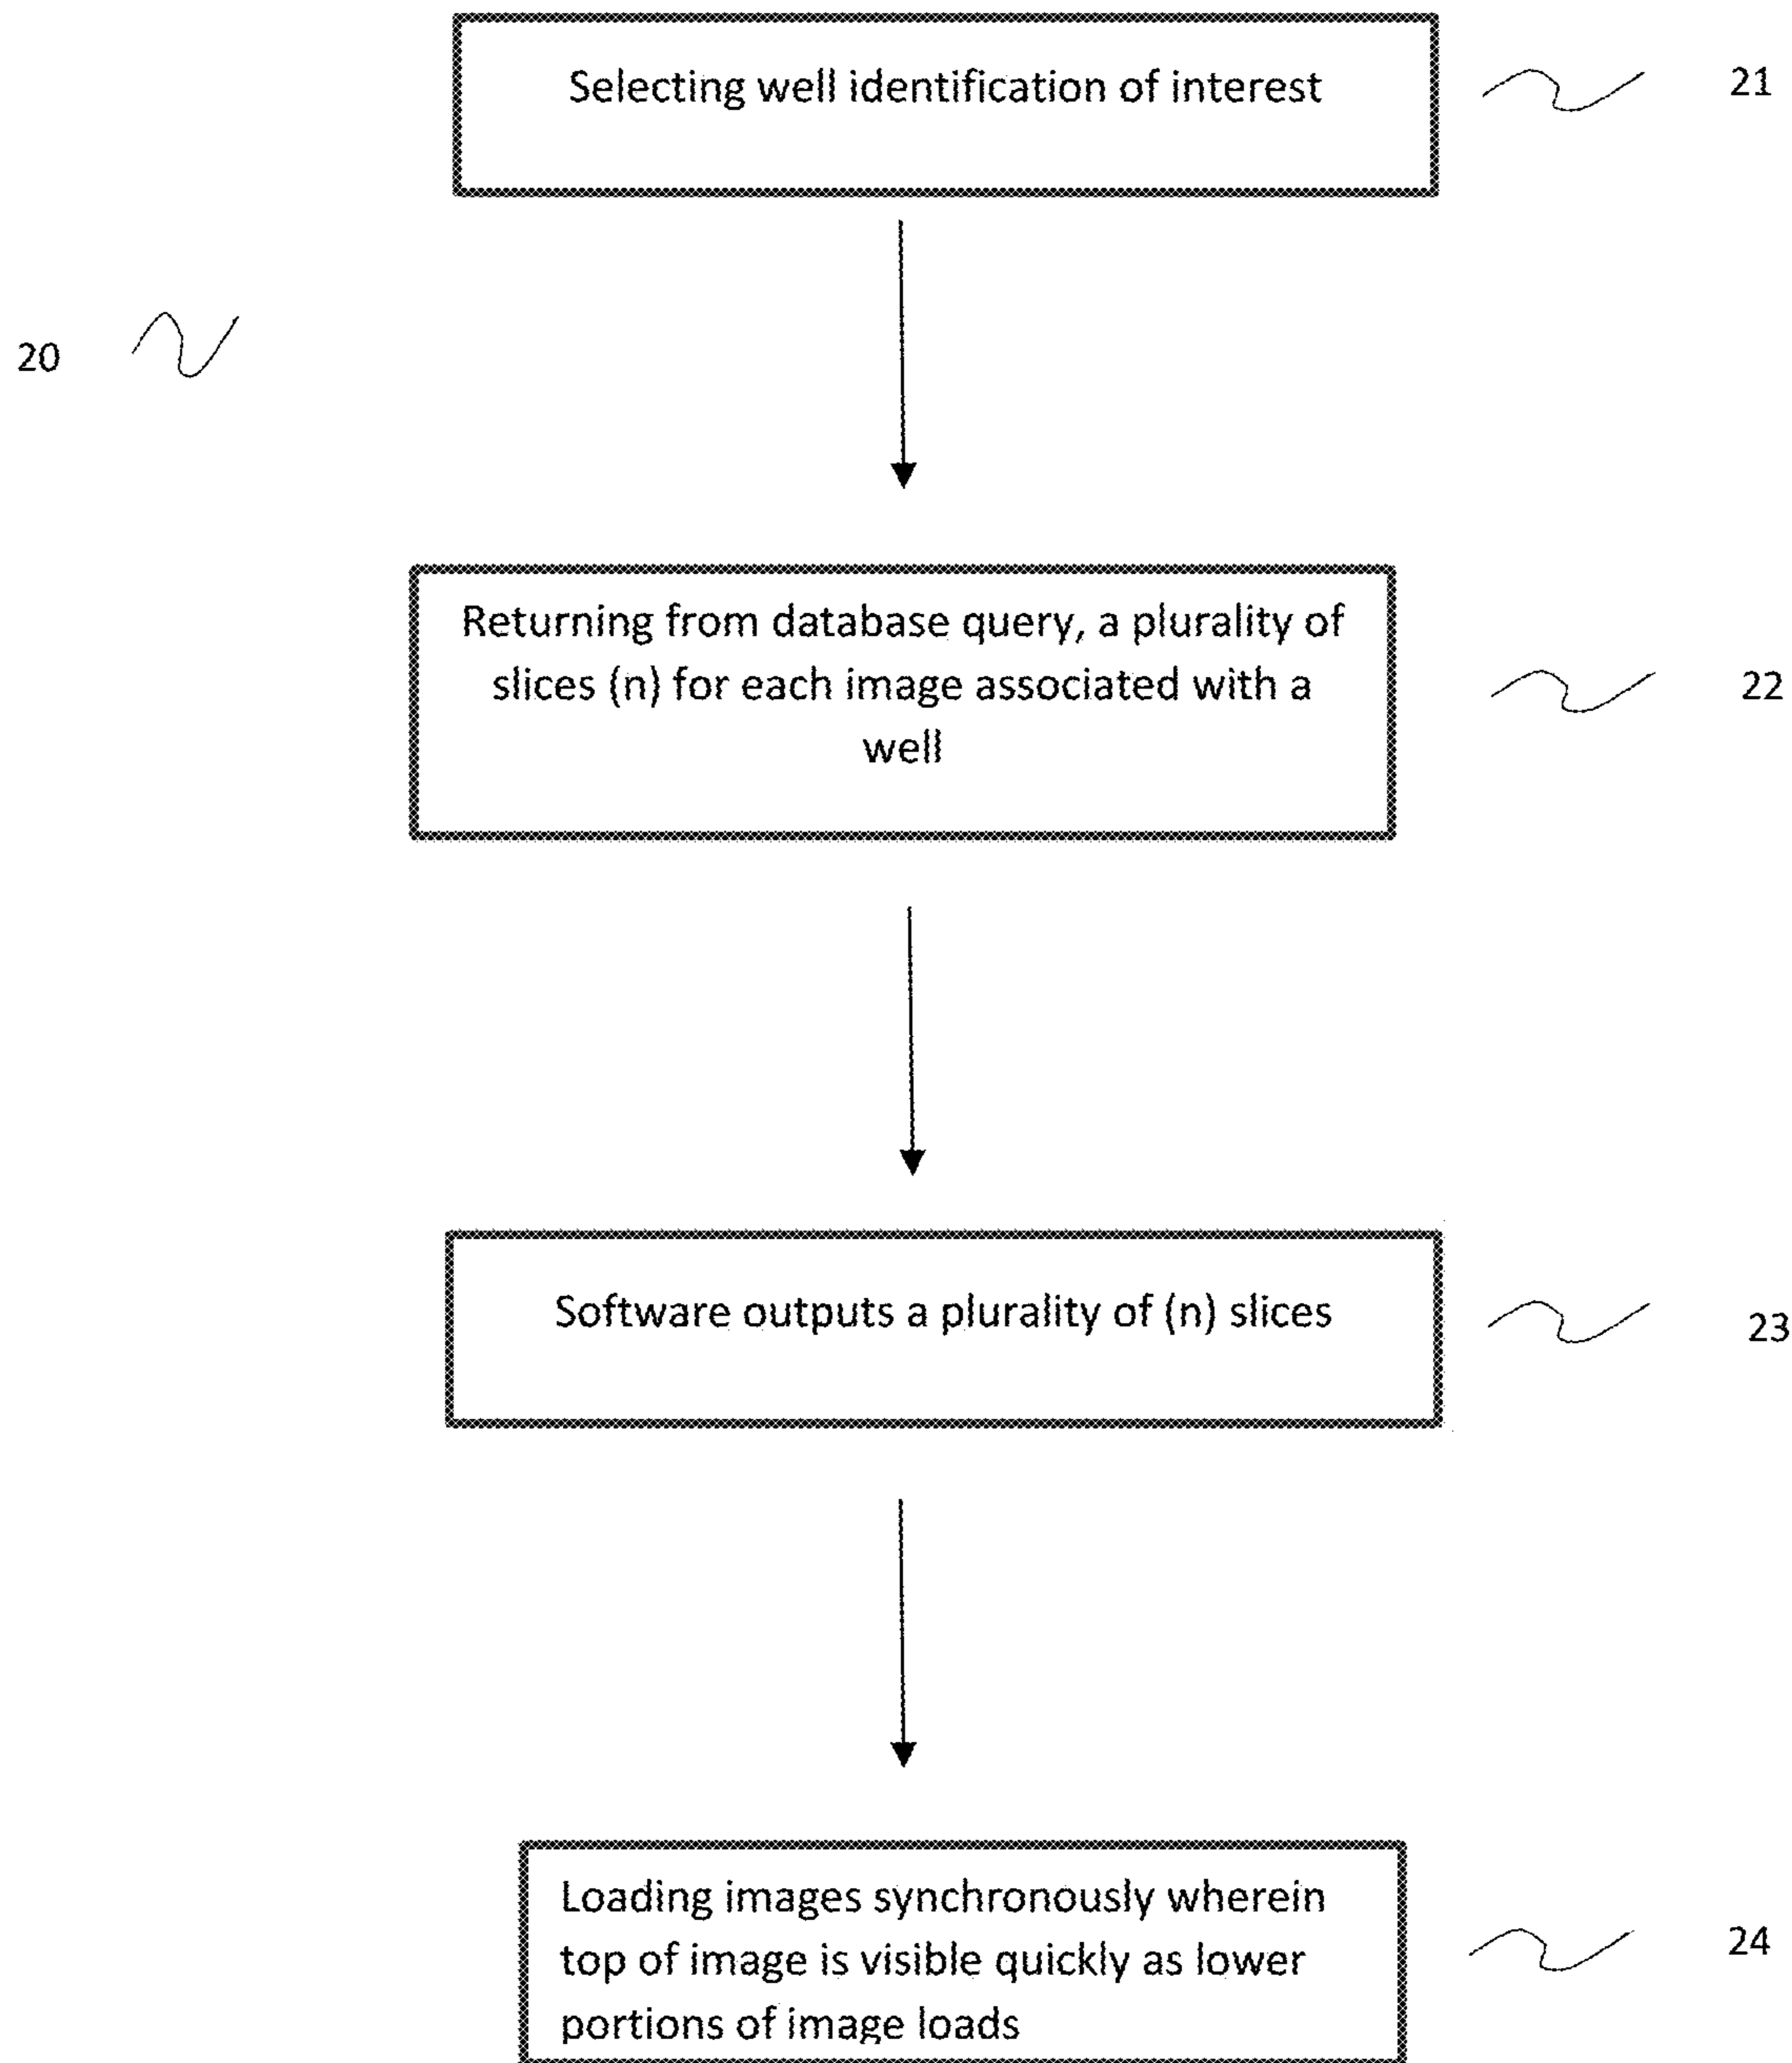 Selecting well identification of interest
21
20
Returning from database query, a plurality of
slices (n) for each image associated with a
well
22
Software outputs a plurality of (n) slices
23
Loading images synchronously wherein
top of image is visible quickly as lower
portions of image loads
24